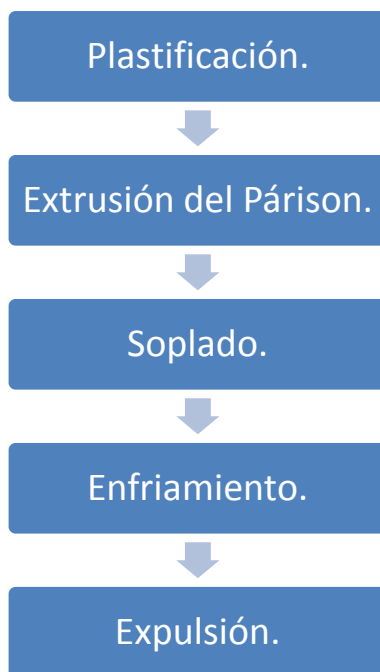 Plastificación.
Extrusión del Párison.
Soplado.
Enfriamiento.
Expulsión.